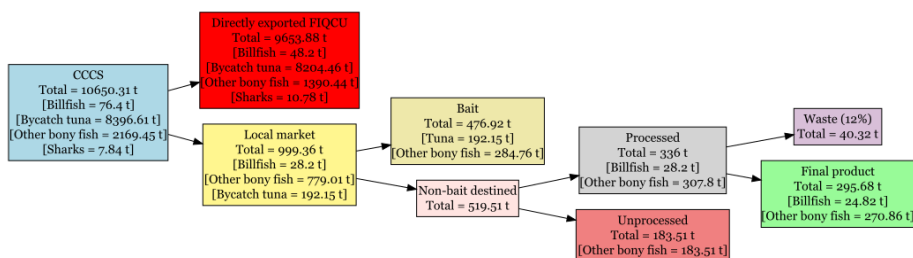 CCCS
Total = 10650.31 t
[Billfish = 76.4 t]
[Bycatch tuna = 8396.61 t]
[Other bony fish = 2169.45 t]
[Sharks = 7.84 t]
Directly exported FIQCU
Total = 9653.88 t
[Billfish = 48.2 t]
[Bycatch tuna = 8204.46 t]
[Other bony fish = 1390.44 t]
[Sharks = 10.78 t]
Local market
Total = 999.36 t
[Billfish = 28.2 t]
[Other bony fish = 779.01 t]
[Bycatch tuna = 192.15 t]
Bait
Total = 476.92 t
[Tuna = 192.15 t]
[Other bony fish = 284.76 t]
Non-bait destined
Total = 519.51 t
Processed
Total = 336 t
[Billfish = 28.2 t]
[Other bony fish = 307.8 t]
Unprocessed
Total = 183.51 t
[Other bony fish = 183.51 t]
Waste (12%)
Total = 40.32 t
Final product
Total = 295.68 t
[Billfish = 24.82 t]
[Other bony fish = 270.86 t]